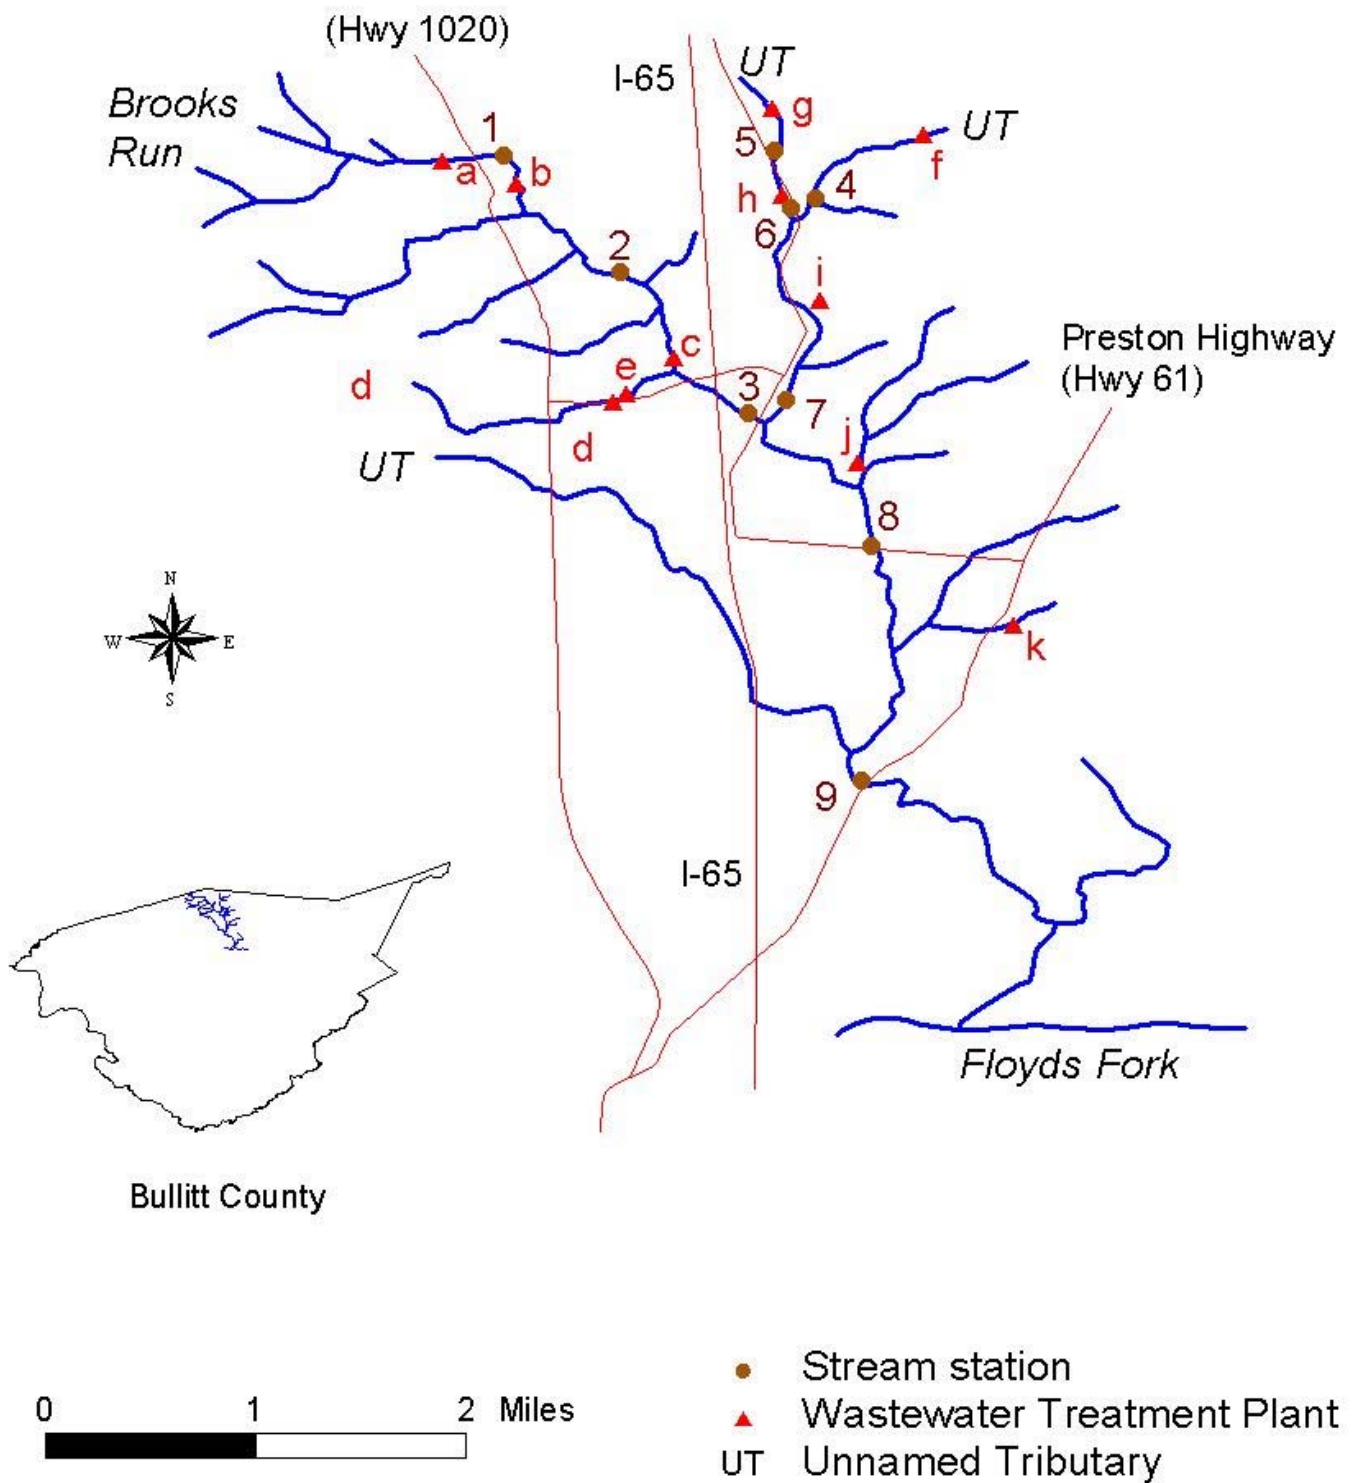 (Hwy 1020)
I-65
UT
Brooks
Run
1
a
b
g
5
UT
f
4
h
6
2
i
c
Preston Highway
(Hwy 61)
d
e
3
7
d
j
UT
8
N
W
E
S
k
9
I-65
Floyds Fork
Bullitt County
Stream station
0 1 2 Miles
Wastewater Treatment Plant
UT Unnamed Tributary